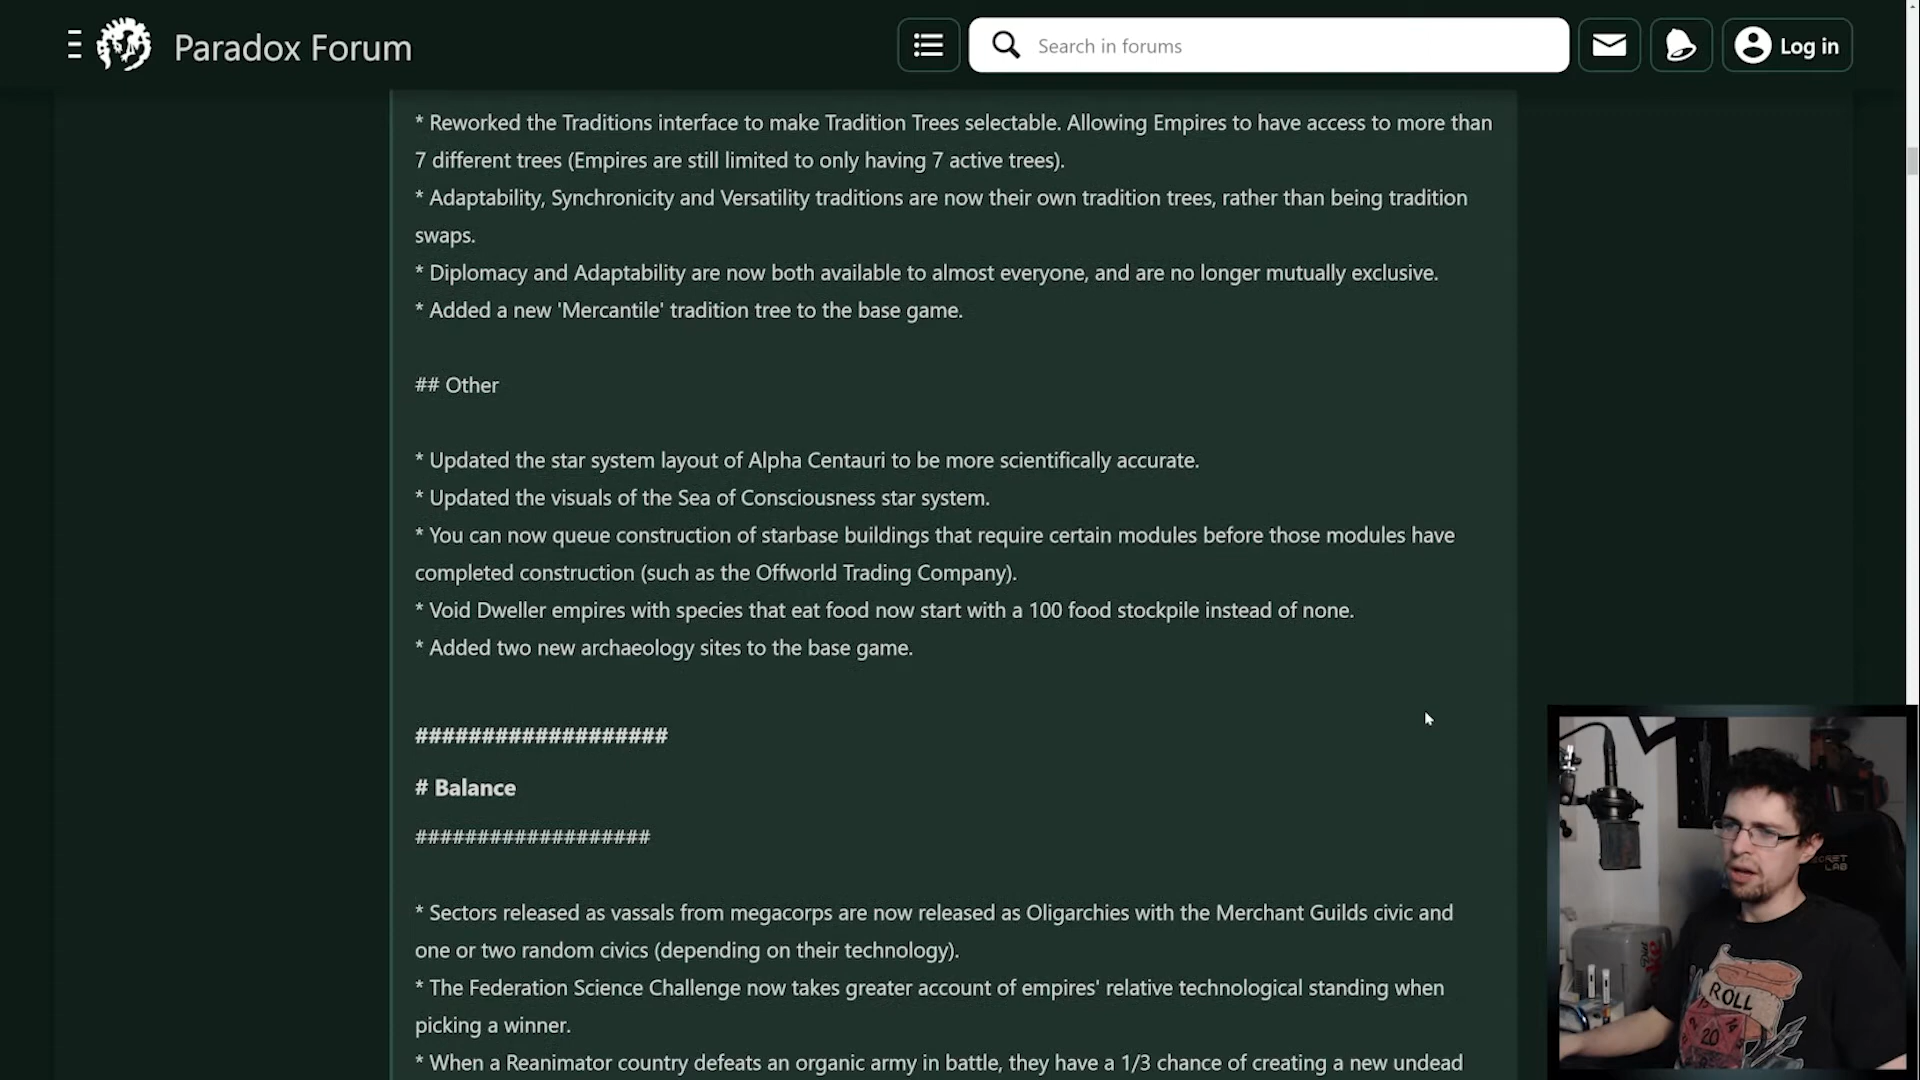 Paradox Forum
Search in forums
Log in
* Reworked the Traditions interface to make Tradition Trees selectable. Allowing Empires to have access to more than
7 different trees (Empires are still limited to only having 7 active trees).
* Adaptability, Synchronicity and Versatility traditions are now their own tradition trees, rather than being tradition
swaps.
* Diplomacy and Adaptability are now both available to almost everyone, and are no longer mutually exclusive.
* Added a new 'Mercantile' tradition tree to the base game.
## Other
* Updated the star system layout of Alpha Centauri to be more scientifically accurate.
* Updated the visuals of the Sea of Consciousness star system.
* You can now queue construction of starbase buildings that require certain modules before those modules have
completed construction (such as the Offworld Trading Company).
* Void Dweller empires with species that eat food now start with a 100 food stockpile instead of none.
* Added two new archaeology sites to the base game.
###################
# Balance
###################
* Sectors released as vassals from megacorps are now released as Oligarchies with the Merchant Guilds civic and
one or two random civics (depending on their technology).
* The Federation Science Challenge now takes greater account of empires' relative technological standing when
picking a winner.
* When a Reanimator country defeats an organic army in battle, they have a 1/3 chance of creating a new undead
ROLL
20
LAB